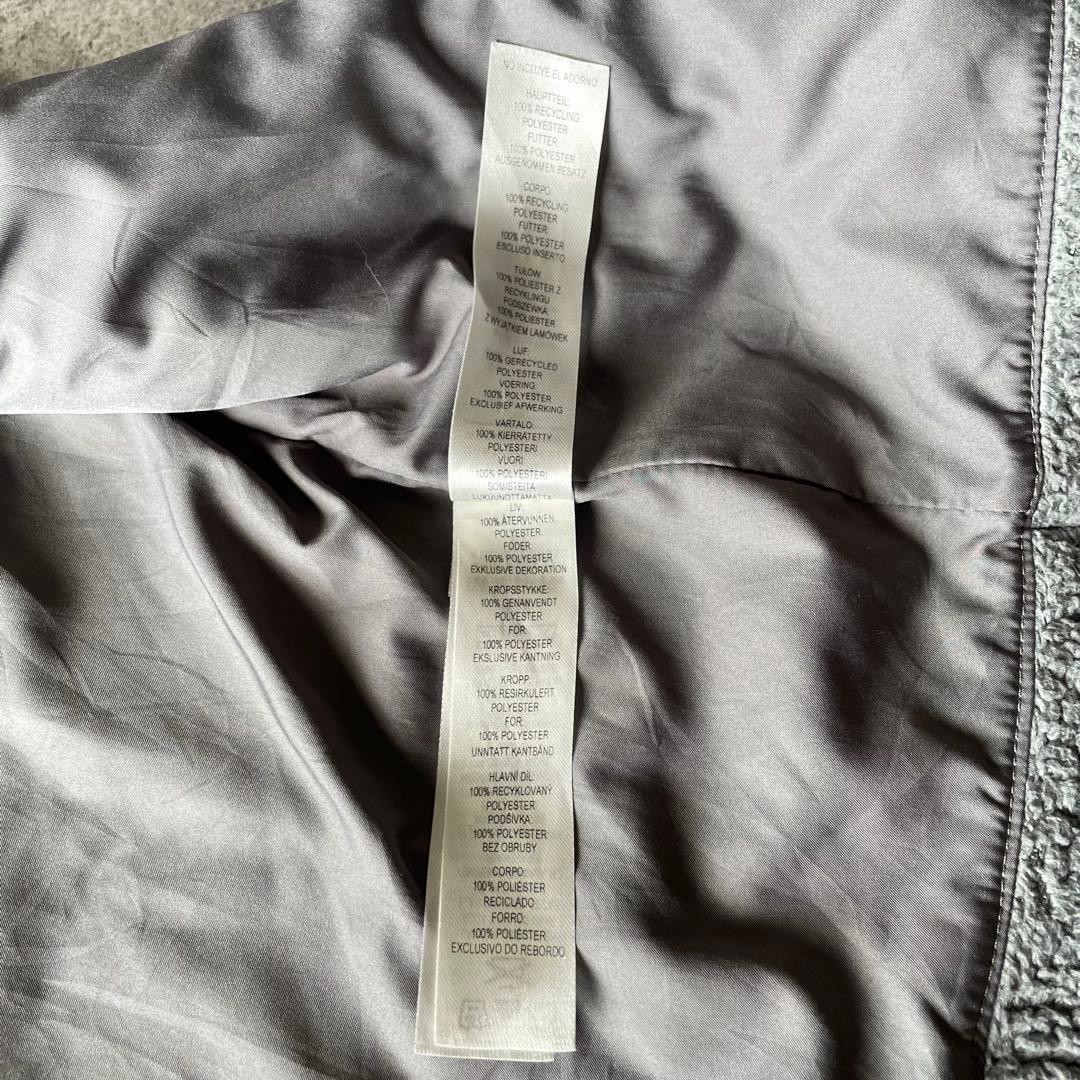 NO INCLUYE EL ADORNO
HAUPTTEIL:
100% RECYCLING
POLYESTER
FUTTER:
100% POLYESTER
AUSGENOMMEN BESATZ
CORPO:
100% RECYCLING
POLYESTER
FUTTER:
100% POLYESTER
ESCLUSO INSERTO
TUŁÓW:
100% POLIESTER Z
RECYKLINGU
PODSZEWKA:
100% POLIESTER
Z WYJĄTKIEM LAMÓWEK
LIJF:
100% GERECYCLED
POLYESTER
VOERING:
100% POLYESTER
EXCLUSIEF AFWERKING
VARTALO:
100% KIERRÄTETTY
POLYESTERI
VUORI
100% POLYESTERI
SOMISTEITA
LUKUUNOTTAMATTA
LIV:
100% ÅTERVUNNEN
POLYESTER
FODER:
100% POLYESTER
EXKLUSIVE DEKORATION
KROPSSTYKKE:
100% GENANVENDT
POLYESTER
FOR:
100% POLYESTER
EKSLUSIVE KANTNING
KROPP:
100% RESIRKULERT
POLYESTER
FOR:
100% POLYESTER
UNNTATT KANTBÅND
HLAVNÍ DÍL:
100% RECYKLOVANÝ
POLYESTER
PODŠÍVKA:
100% POLYESTER
BEZ OBRUBY
CORPO:
100% POLIÉSTER
RECICLADO
FORRO:
100% POLIÉSTER
EXCLUSIVO DO REBORDO